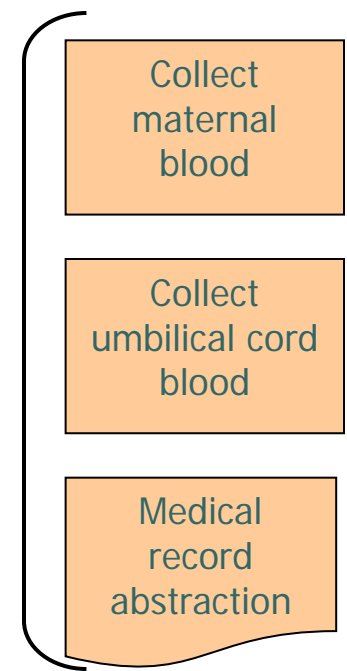 Collect
maternal
blood
Collect
umbilical cord
blood
Medical
record
abstraction